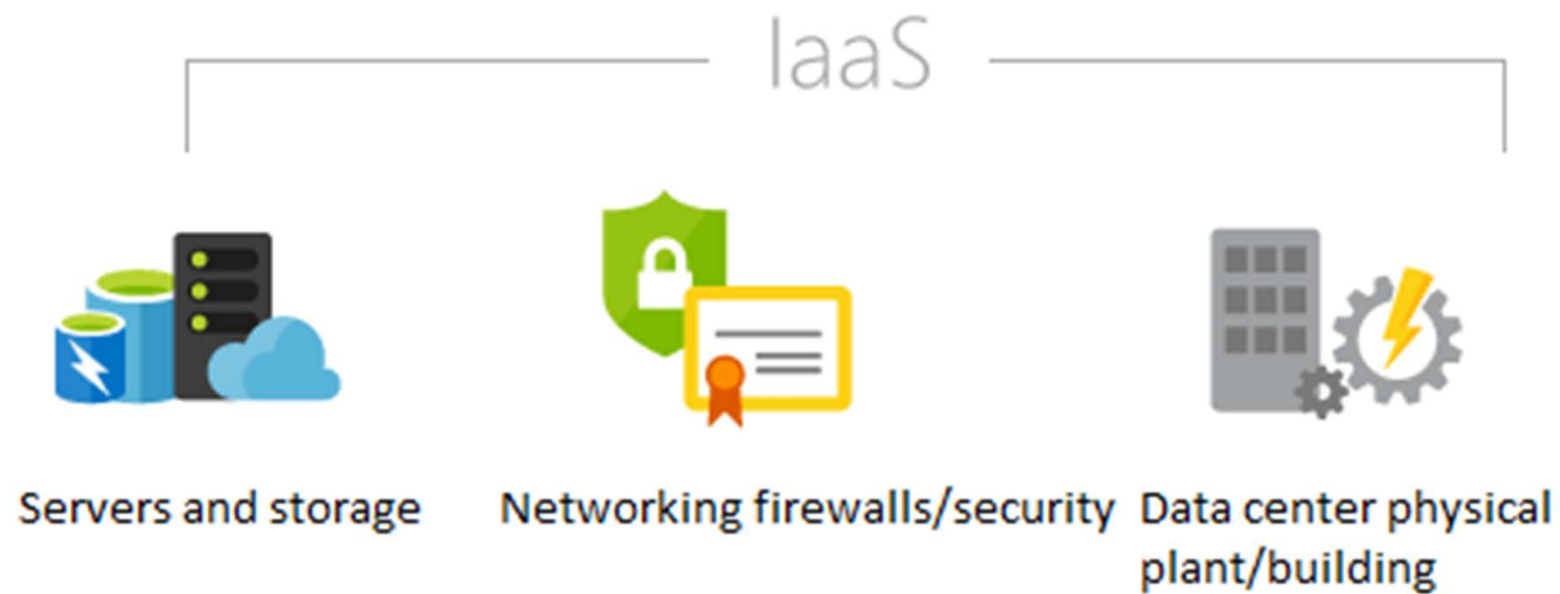 IaaS
Servers and storage
Networking firewalls/security
Data center physical
plant/building